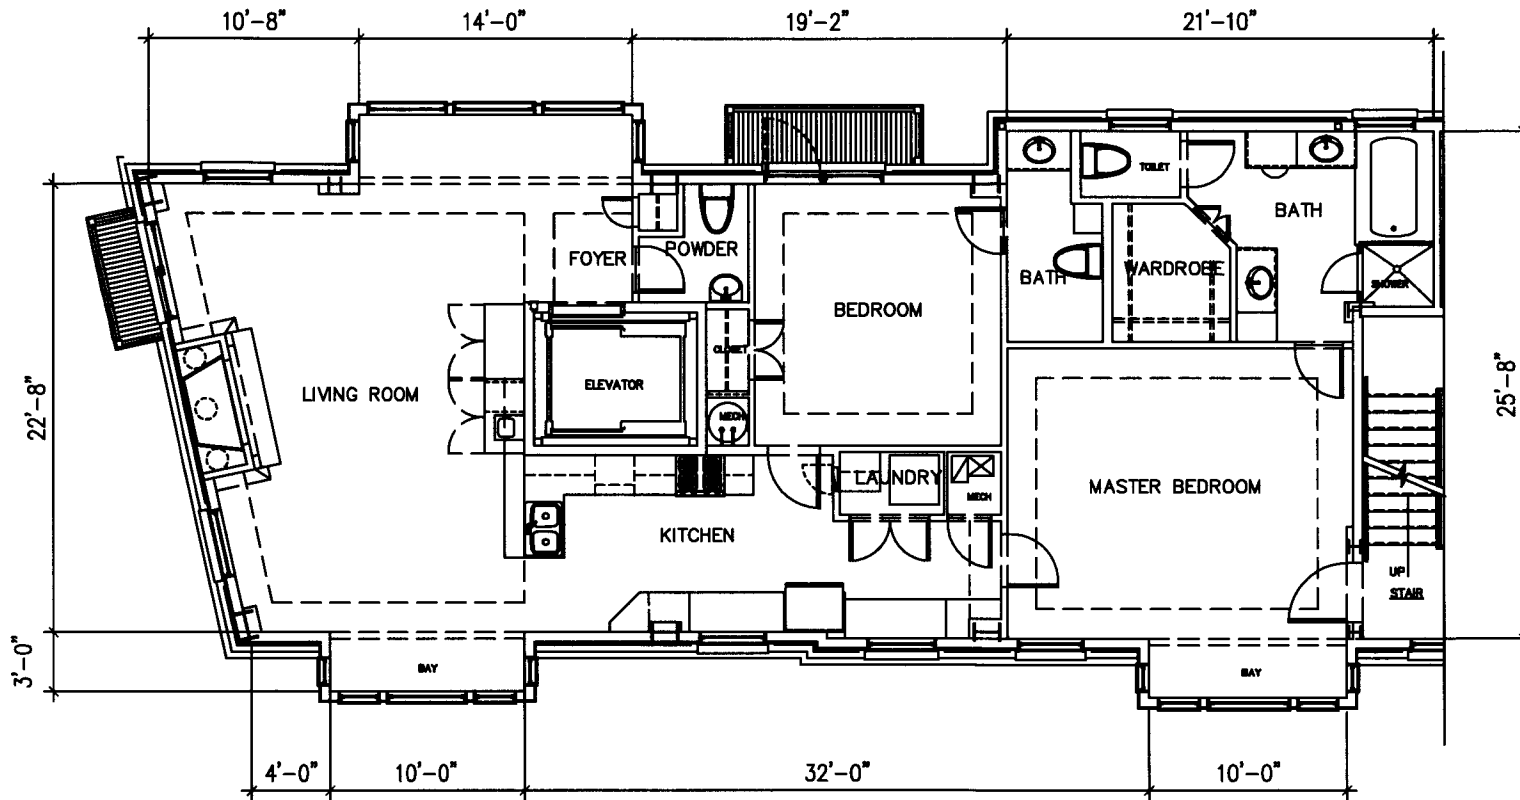 10'-8" 14'-0" 19'-2" 21'-10"
TOILET
BATH
POWDER
FOYER
BATH
WARDROBE
SHOWER
BEDROOM
CLOSET
ELEVATOR
LIVING ROOM
MECH
22'-8"
25'-8"
LAUNDRY
MECH
MASTER BEDROOM
KITCHEN
UP
STAIR
3'-0"
BAY
BAY
4'-0" 10'-0" 32'-0" 10'-0"